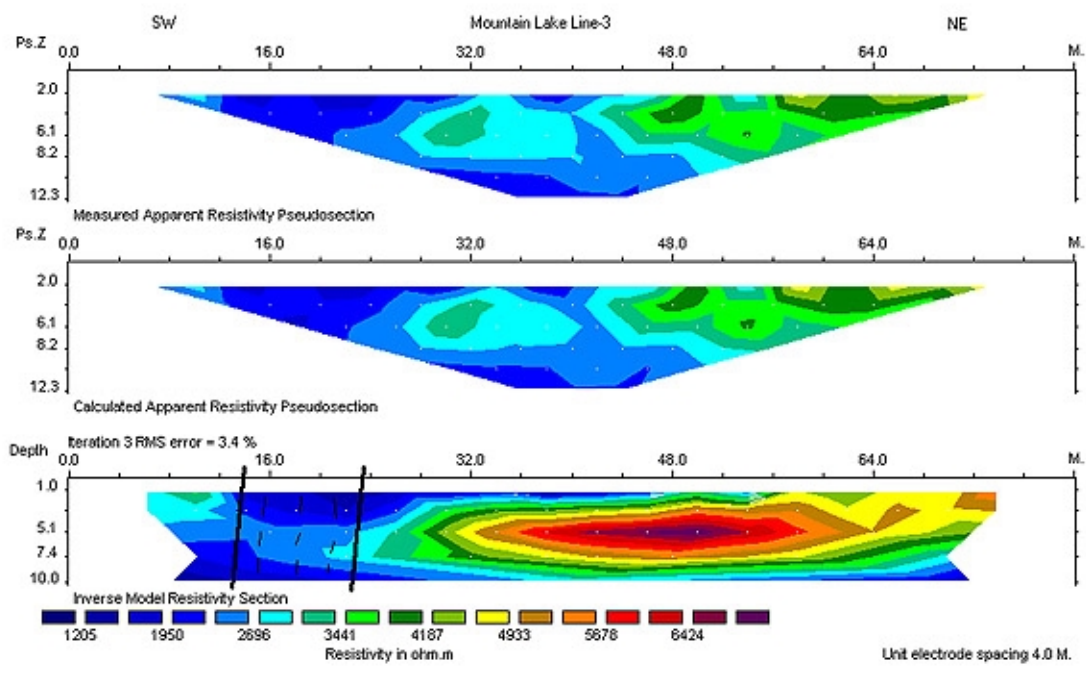 SW Mountain Lake Line-3 NE
Ps.Z 0.0 16.0 32.0 48.0 64.0 M.
2.0
6.1
8.2
12.3
Measured Apparent Resistivity Pseudosection
Ps.Z 0.0 16.0 32.0 48.0 64.0 M.
2.0
6.1
8.2
12.3
Calculated Apparent Resistivity Pseudosection
Depth Iteration 3 RMS error = 3.4 %
0.0 16.0 32.0 48.0 64.0 M.
1.0
5.1
7.4
10.0
Inverse Model Resistivity Section
1205 1950 2696 3441 4187 4933 5678 6424
Resistivity in ohm.m Unit electrode spacing 4.0 M.